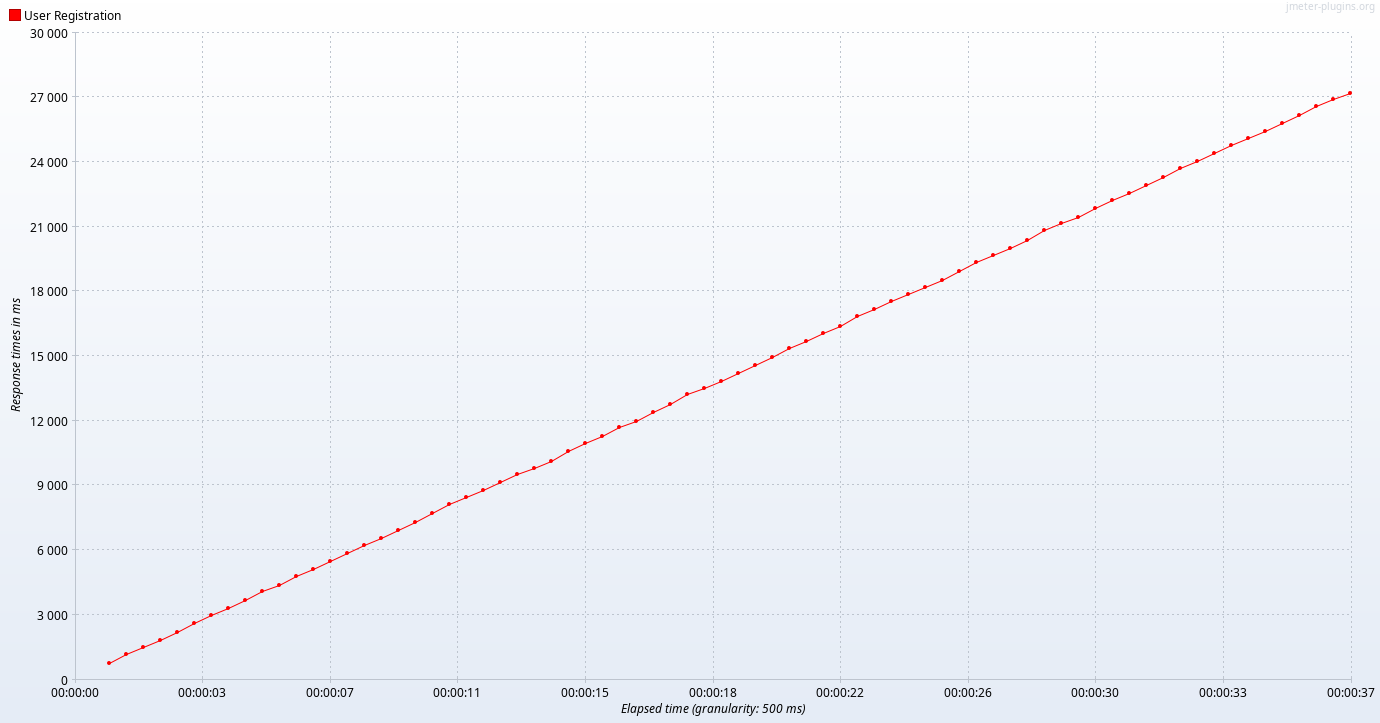 jmeter-plugins.org
User Registration
30 000
27 000
24 000
21 000
18 000
15 000
12 000
9 000
6 000
3 000
0
Response times in ms
00:00:00 00:00:03 00:00:07 00:00:11 00:00:15 00:00:18 00:00:22 00:00:26 00:00:30 00:00:33 00:00:37
Elapsed time (granularity: 500 ms)